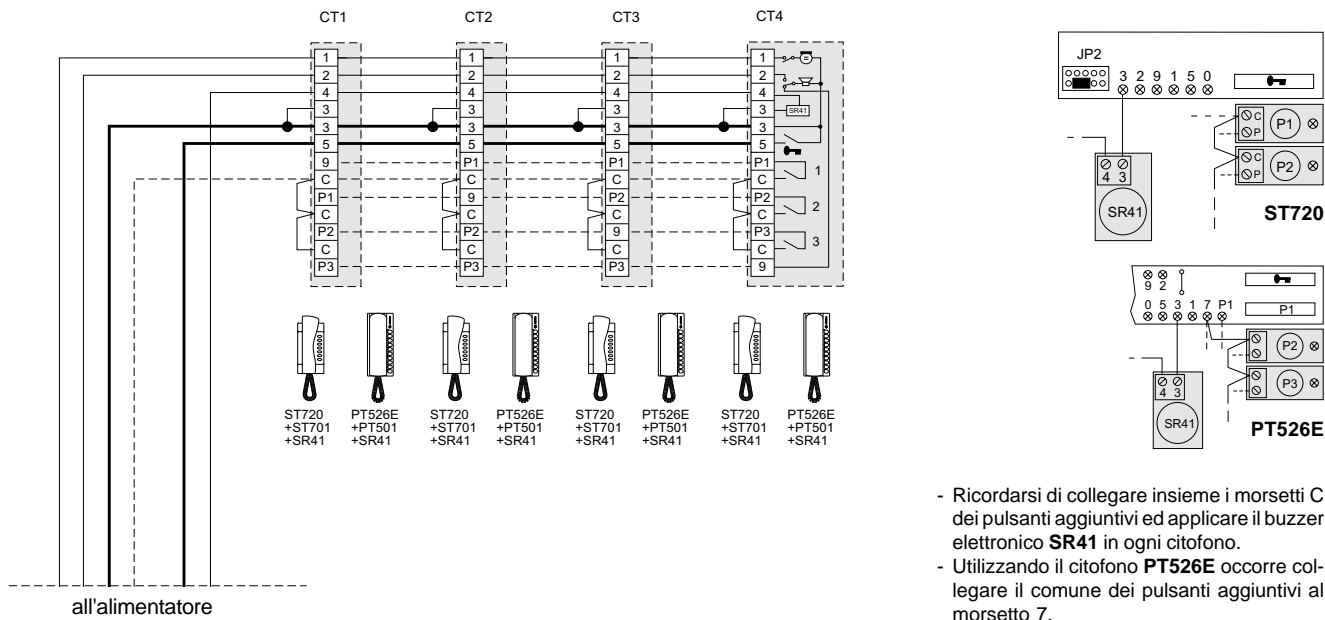 CT1 CT2 CT3 CT4
1 1 1 1
2 2 2 2
4 4 4 4
3 3 3 3 SR41
3 3 3 3
5 5 5 5
9 P1 P1 P1 1
C C C C
P1 9 P2 P2 2
C C C C
P2 P2 9 P3 3
C C C C
P3 P3 P3 9
ST720 PT526E ST720 PT526E ST720 PT526E ST720 PT526E
+ST701 +PT501 +ST701 +PT501 +ST701 +PT501 +ST701 +PT501
+SR41 +SR41 +SR41 +SR41 +SR41 +SR41 +SR41 +SR41
all'alimentatore
JP2
3 2 9 1 5 0
C P1
P
C P2
P
4 3
SR41
ST720
9 2
0 5 3 1 7 P1 P1
P2
P3
4 3
SR41
PT526E
- Ricordarsi di collegare insieme i morsetti C
dei pulsanti aggiuntivi ed applicare il buzzer
elettronico SR41 in ogni citofono.
- Utilizzando il citofono PT526E occorre col-
legare il comune dei pulsanti aggiuntivi al
morsetto 7.